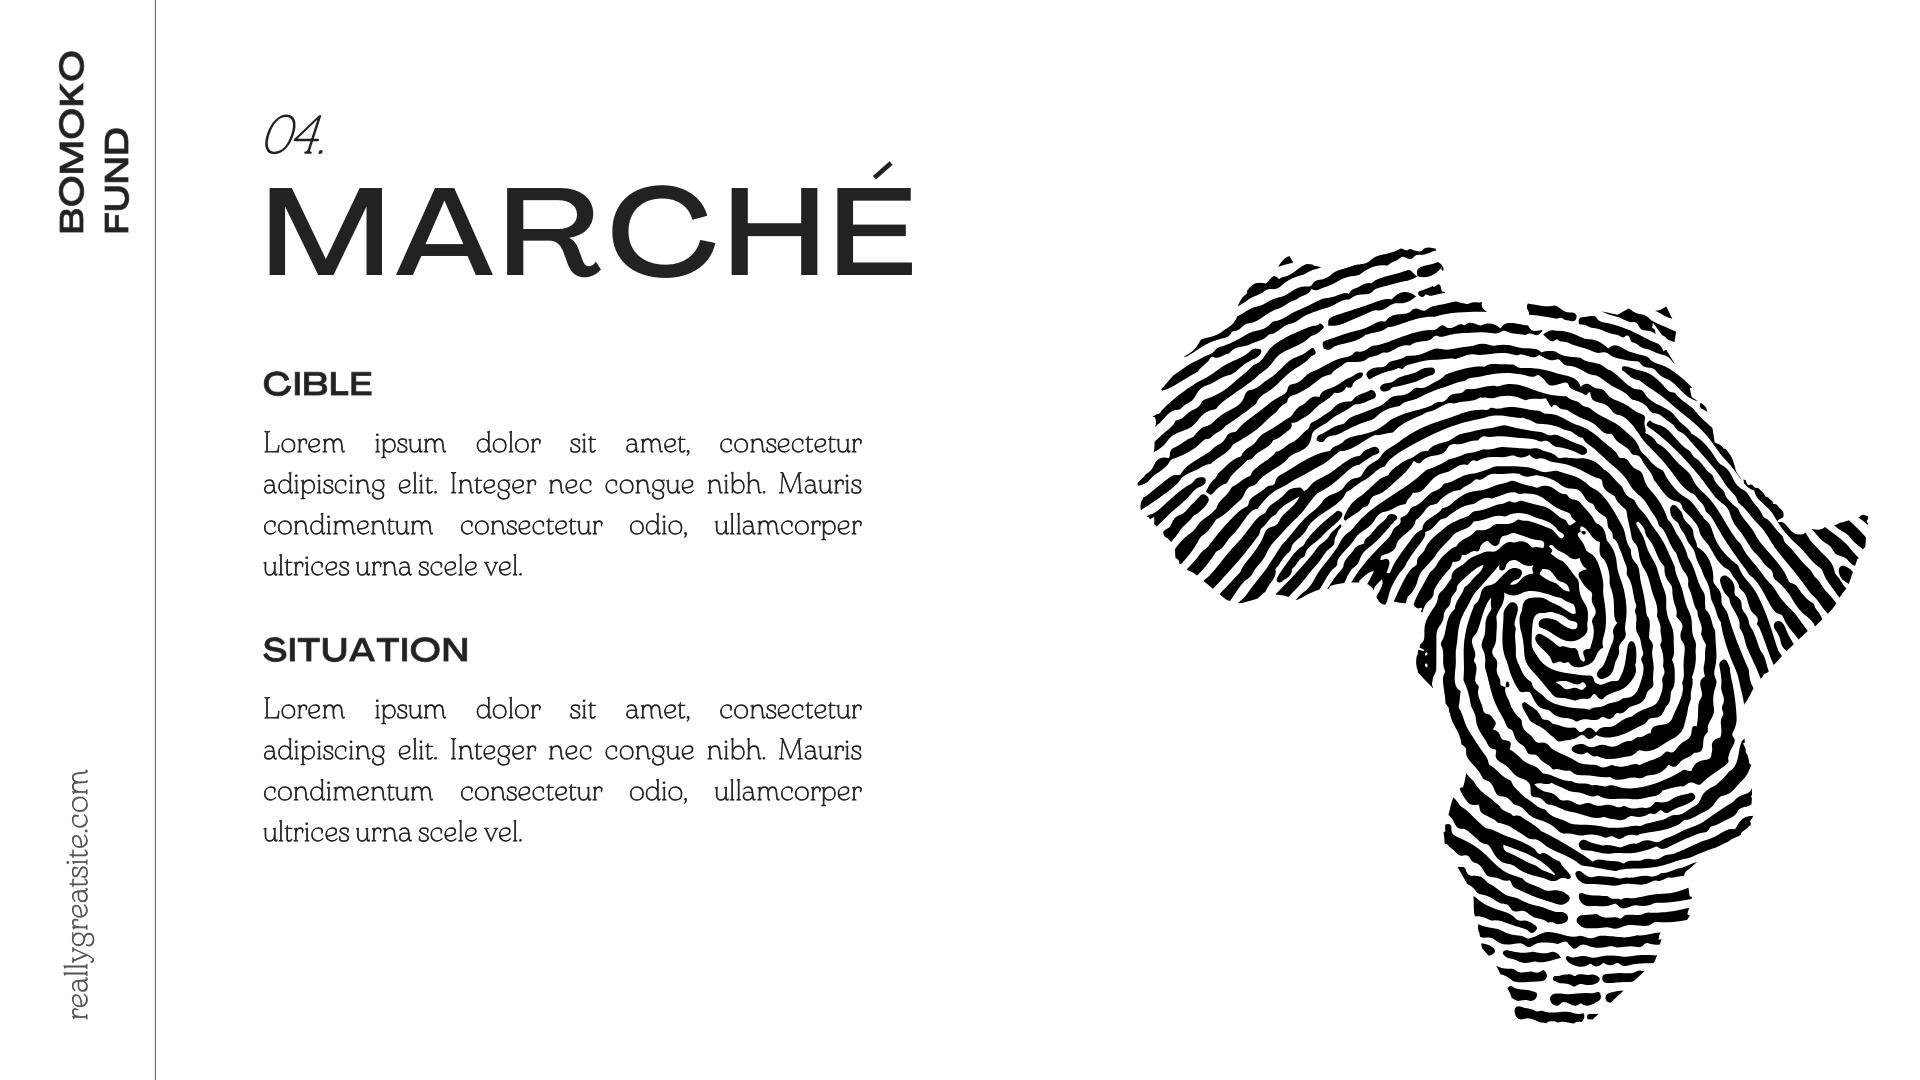 BOMOKO
FUND
04.
MARCHÉ
CIBLE
Lorem ipsum dolor sit amet, consectetur
adipiscing elit. Integer nec congue nibh. Mauris
condimentum consectetur odio, ullamcorper
ultrices urna scele vel.
SITUATION
Lorem ipsum dolor sit amet, consectetur
adipiscing elit. Integer nec congue nibh. Mauris
condimentum consectetur odio, ullamcorper
ultrices urna scele vel.
reallygreatsite.com